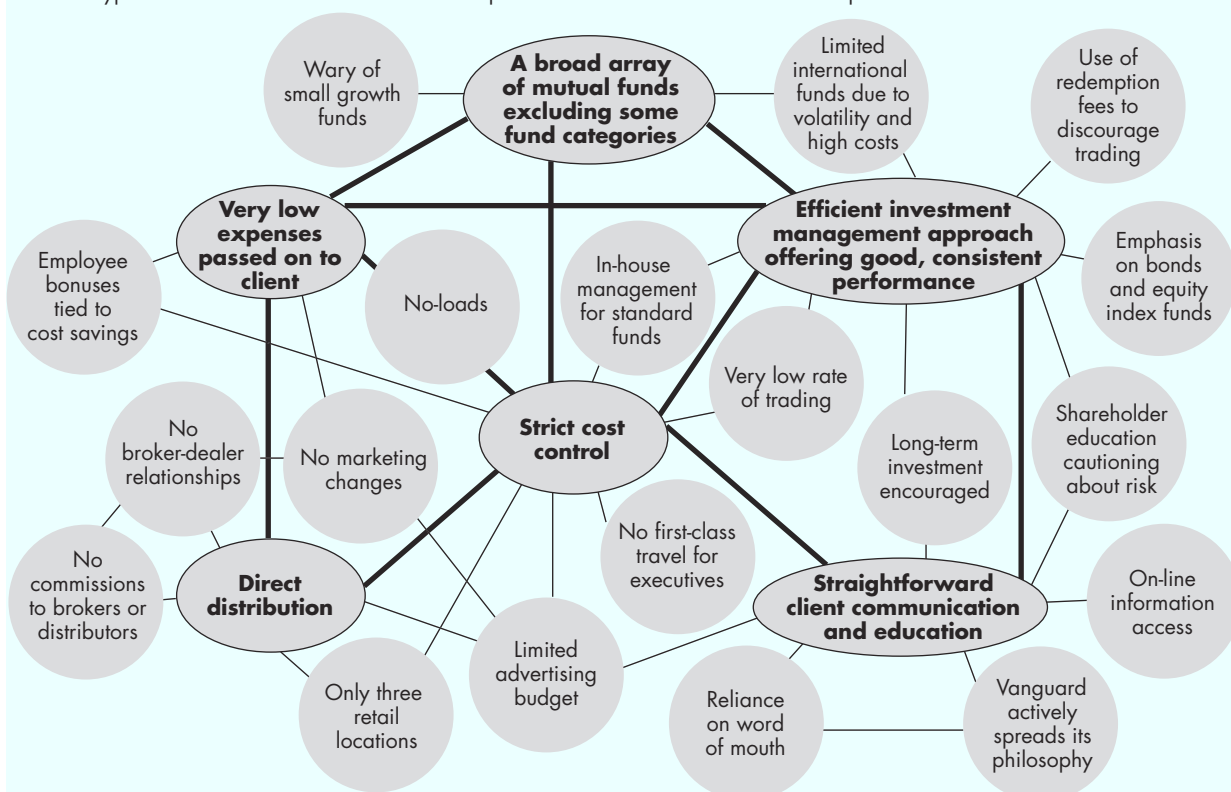 Wary of
small growth
funds
A broad array
of mutual funds
excluding some
fund categories
Limited
international
funds due to
volatility and
high costs
Use of
redemption
fees to
discourage
trading
Very low
expenses
passed on to
client
Efficient investment
management approach
offering good, consistent
performance
Employee
bonuses
tied to
cost savings
No-loads
In-house
management
for standard
funds
Emphasis
on bonds
and equity
index funds
Very low rate
of trading
No
broker-dealer
relationships
No marketing
changes
Strict cost
control
Long-term
investment
encouraged
Shareholder
education
cautioning
about risk
No
commissions
to brokers or
distributors
Direct
distribution
No first-class
travel for
executives
Straightforward
client communication
and education
On-line
information
access
Only three
retail
locations
Limited
advertising
budget
Reliance
on word
of mouth
Vanguard
actively
spreads its
philosophy